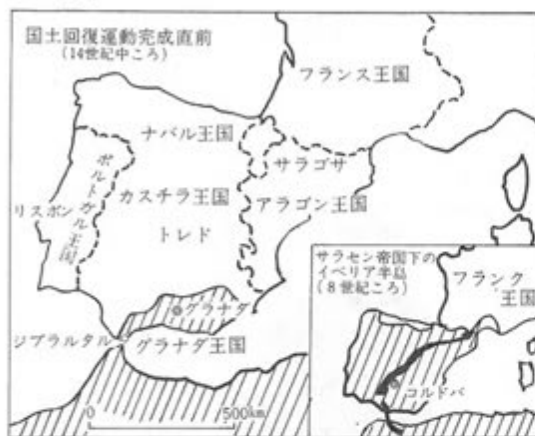 国土回復運動完成直前
(14世紀中ころ)
フランス王国
ナバル王国
サラゴサ
ポルトガル王国
カスチラ王国
アラゴン王国
リスボン
トレド
グラナダ
ジブラルタル
グラナダ王国
0 500km
サラセン帝国下の
イベリア半島
(8世紀ころ)
フランク
王国
コルドバ